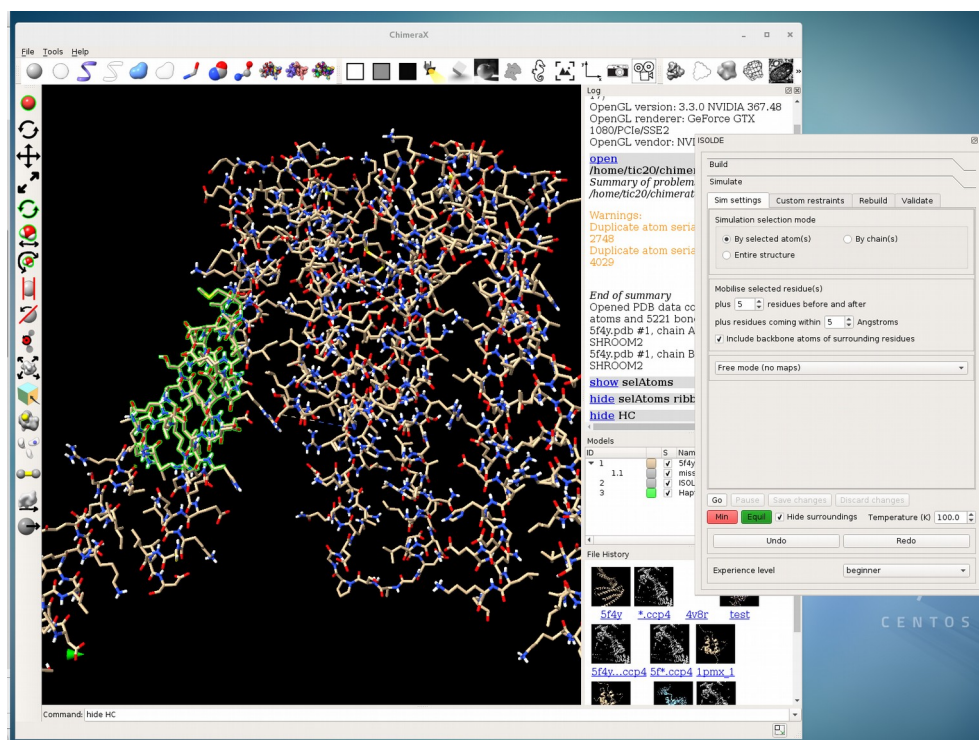 ChimeraX
File Tools Help
Log
OpenGL version: 3.3.0 NVIDIA 367.48
OpenGL renderer: GeForce GTX
1080/PCIe/SSE2
OpenGL vendor:
open
Summary of problem
/home/tic20/chimerat
Warnings:
Duplicate atom seria
2748
Duplicate atom seria
4029
End of summary
Opened PDB data co
atoms and 5221 bon
5f4y.pdb #1, chain A
SHROOM2
5f4y.pdb #1, chain B
SHROOM2
show selAtoms
hide selAtoms ribb
hide HC
Models
ID S Nam
1 5f4y
1.1 miss
2 ISOL
3 Hap
File History
5f4y *.ccp4 4v8r test
5f4y...ccp4 5f*.ccp4 1pmx_1
Command: hide HC
ISOLDE
Build
Simulate
Sim settings Custom restraints Rebuild Validate
Simulation selection mode
By selected atom(s) By chain(s)
Entire structure
Mobilise selected residue(s)
plus 5 residues before and after
plus residues coming within 5 Angstroms
Include backbone atoms of surrounding residues
Free mode (no maps)
Go Pause Save changes Discard changes
Min Equil Hide surroundings Temperature (K) 100.0
Undo Redo
Experience level beginner
CENTOS